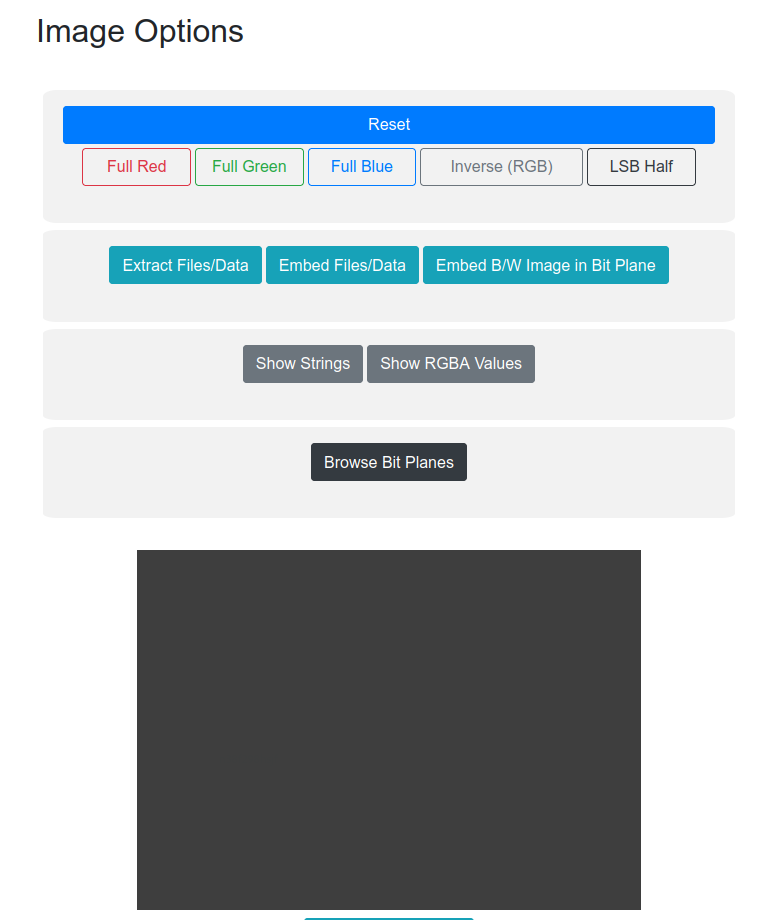 Image Options
Reset
Full Red Full Green Full Blue Inverse (RGB) LSB Half
Extract Files/Data Embed Files/Data Embed B/W Image in Bit Plane
Show Strings Show RGBA Values
Browse Bit Planes